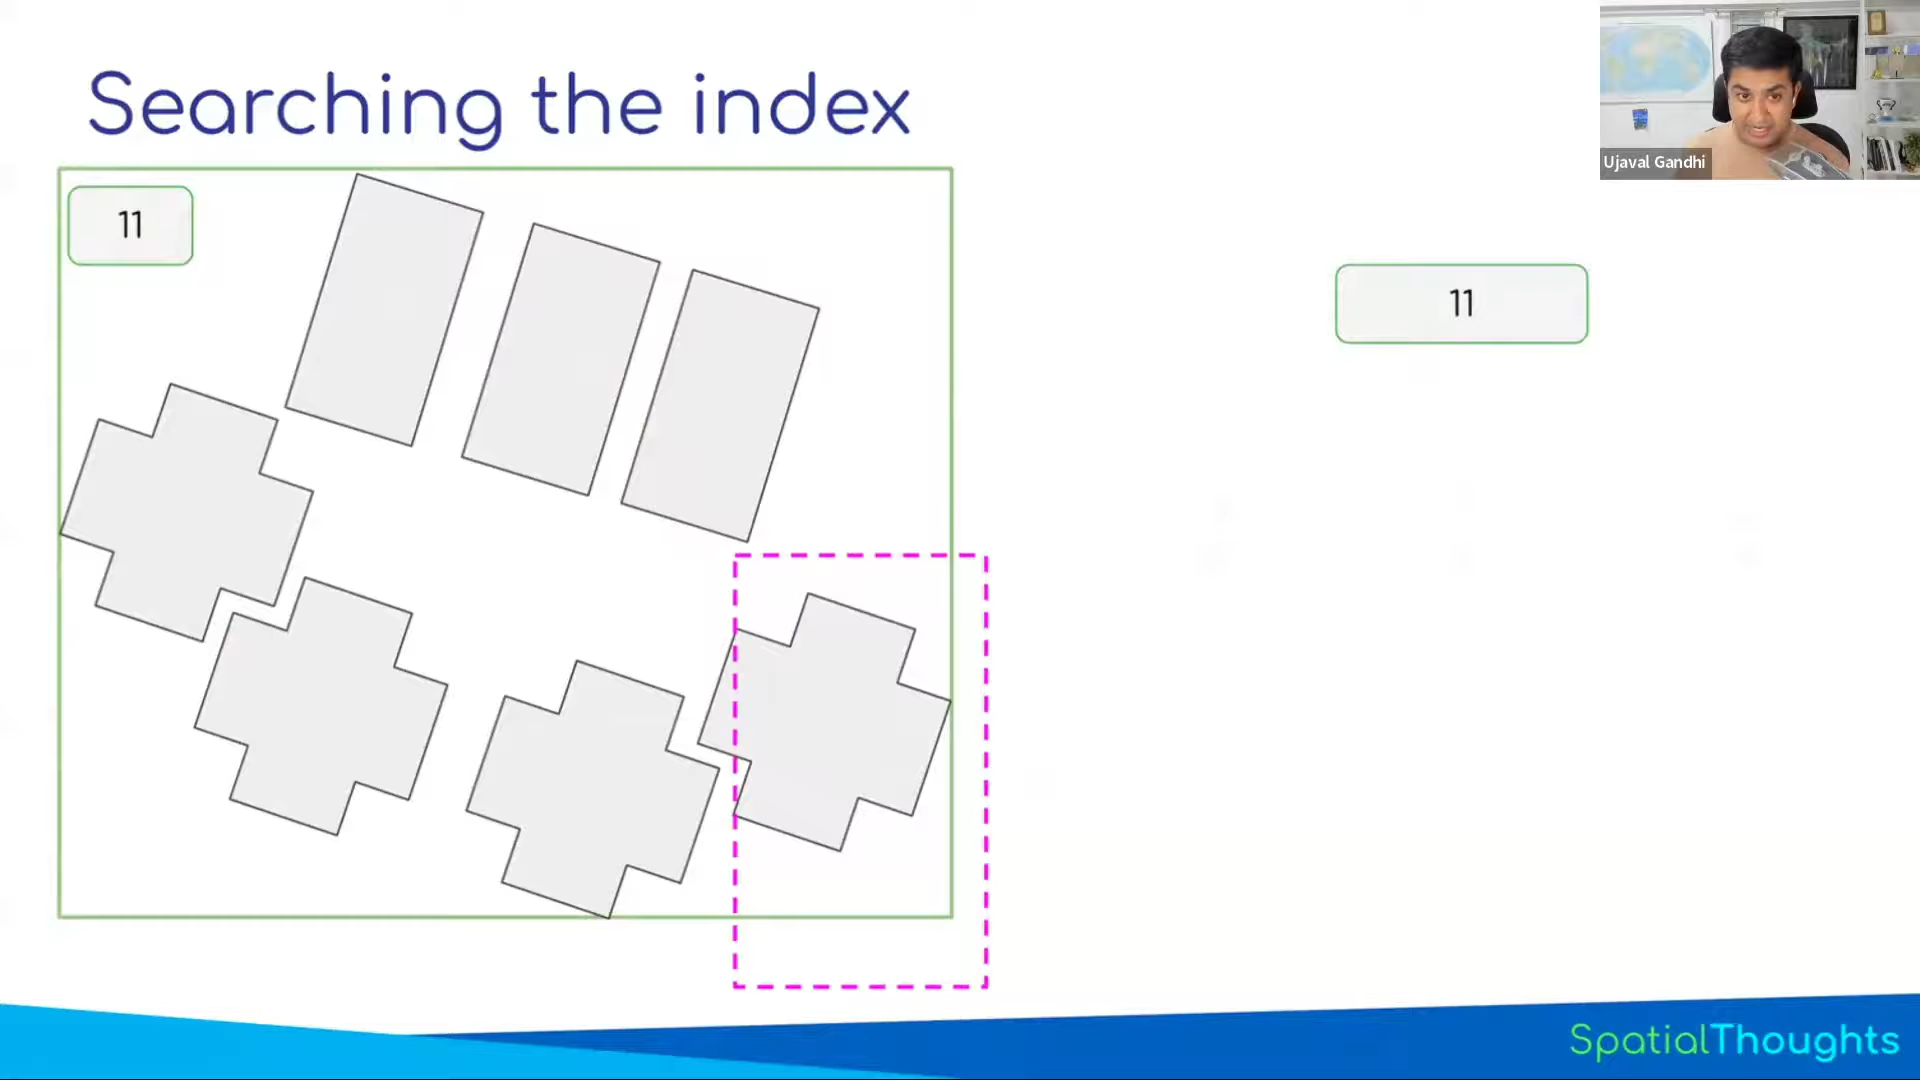 Searching the index
Ujaval Gandhi
11
11
SpatialThoughts